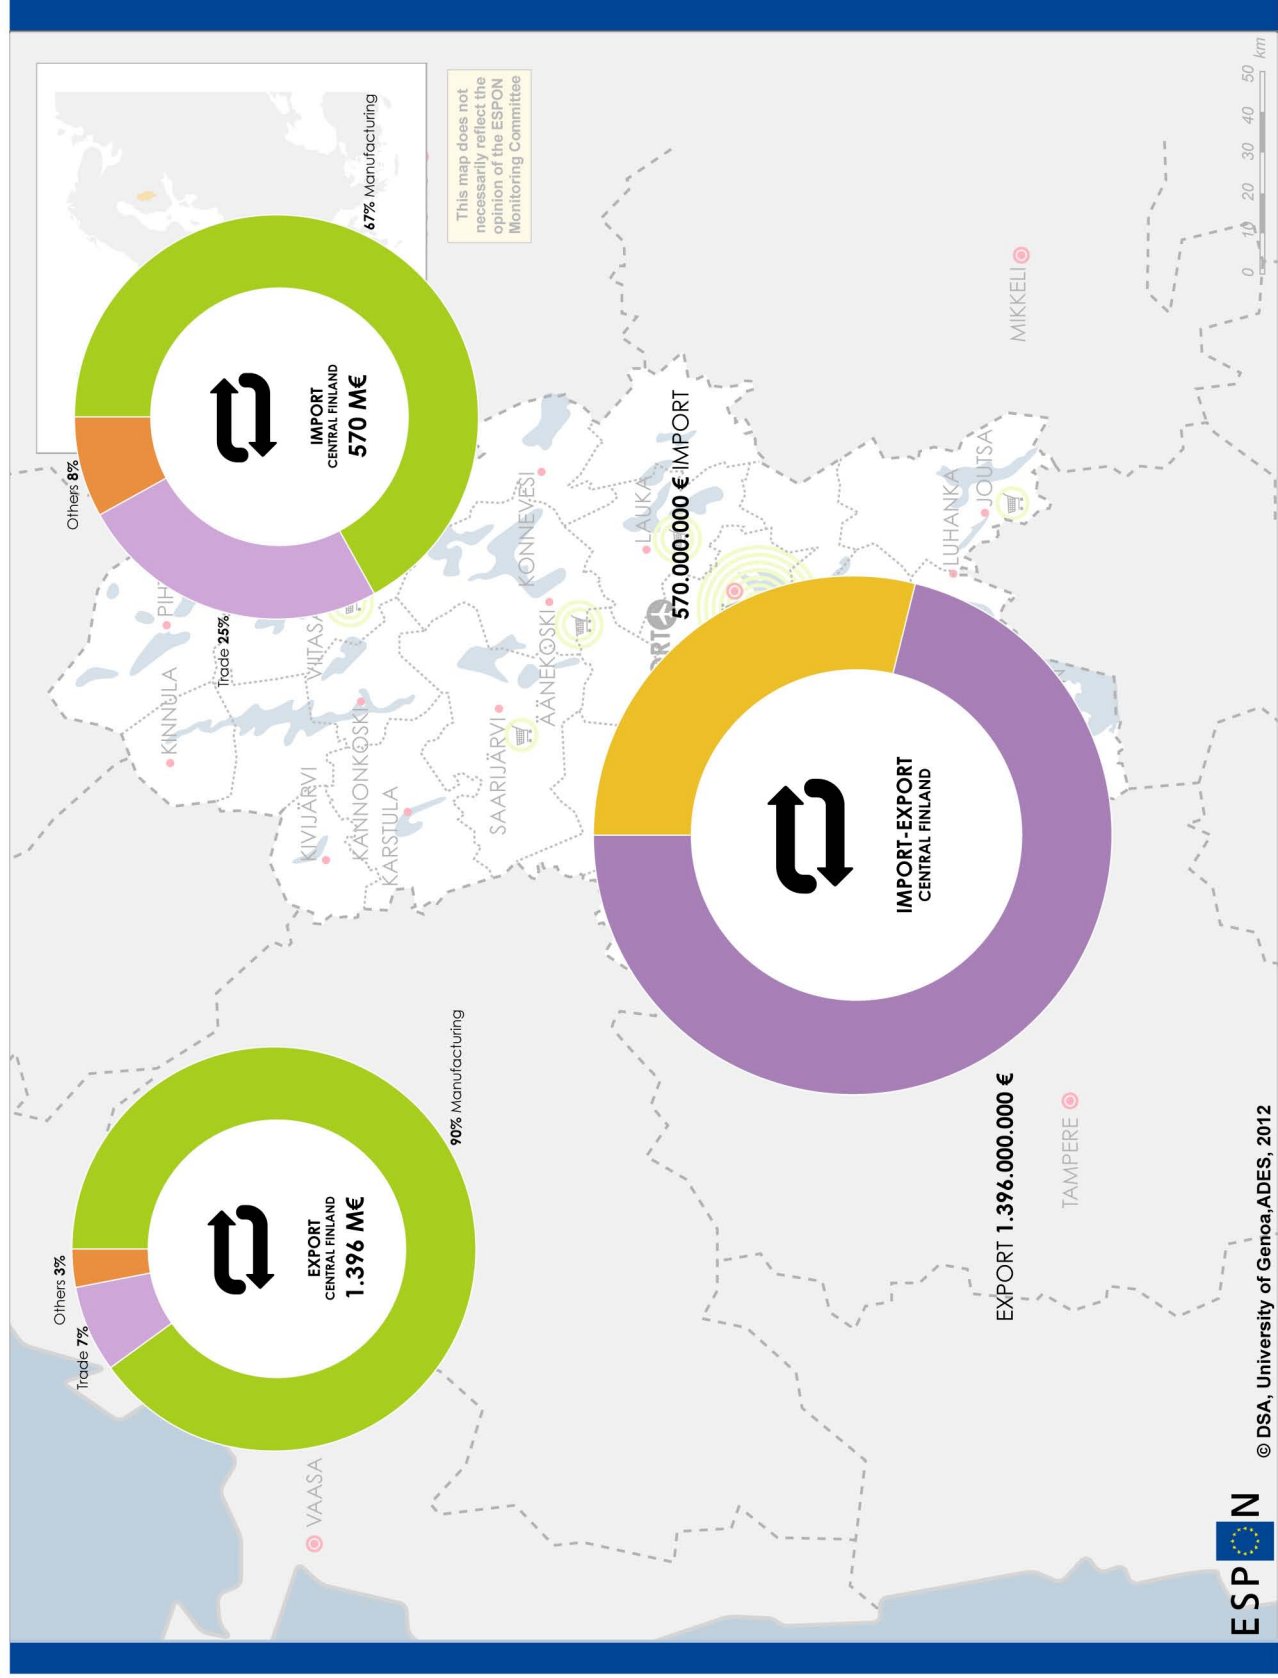 Others 3%
Trade 7%
EXPORT
CENTRAL FINLAND
1.396 M€
90% Manufacturing
Others 8%
Trade 25%
IMPORT
CENTRAL FINLAND
570 M€
67% Manufacturing
This map does not
necessarily reflect the
opinion of the ESPON
Monitoring Committee
KINNULA
KIVIJÄRVI
KANNONKOSKI
KARSTULA
SAARIJÄRVI
ÄÄNEKOSKI
KONNEVESI
LAUKA
VAASA
570.000.000 € IMPORT
IMPORT-EXPORT
CENTRAL FINLAND
EXPORT 1.396.000.000 €
LUHANKA
JOUTSA
MIKKELI
TAMPERE
ESPON
© DSA, University of Genoa,ADES, 2012
0 10 20 30 40 50 km